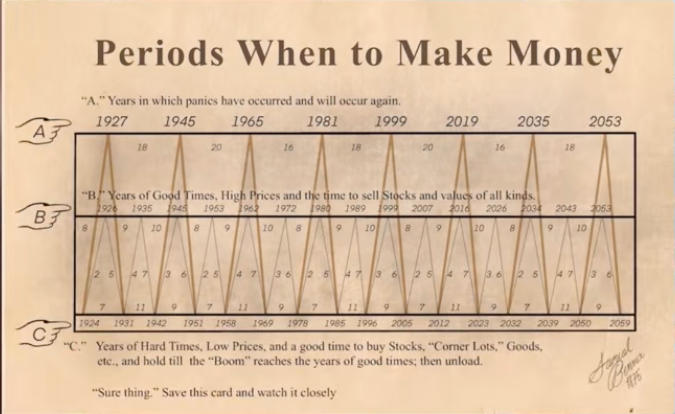 Periods When to Make Money
“A.” Years in which panics have occurred and will occur again.
A 1927 1945 1965 1981 1999 2019 2035 2053
18 20 16 18 20 16 18
“B.” Years of Good Times, High Prices and the time to sell Stocks and values of all kinds.
B 1926 1935 1945 1953 1962 1972 1980 1989 1999 2007 2016 2026 2034 2043 2053
8 9 10 8 9 10 8 9 10 8 9 10 8 9 10
2 5 4 7 3 6 2 5 4 7 3 6 2 5 4 7 3 6 2 5 4 7 3.6 2 5 4 7 3 6
7 11 9 7 11 9 7 11 9 7 11 9 7 11 9
C 1924 1931 1942 1951 1958 1969 1978 1985 1996 2005 2012 2023 2032 2039 2050 2059
“C.” Years of Hard Times, Low Prices, and a good time to buy Stocks, “Corner Lots,” Goods,
etc., and hold till the “Boom” reaches the years of good times; then unload.
“Sure thing.” Save this card and watch it closely